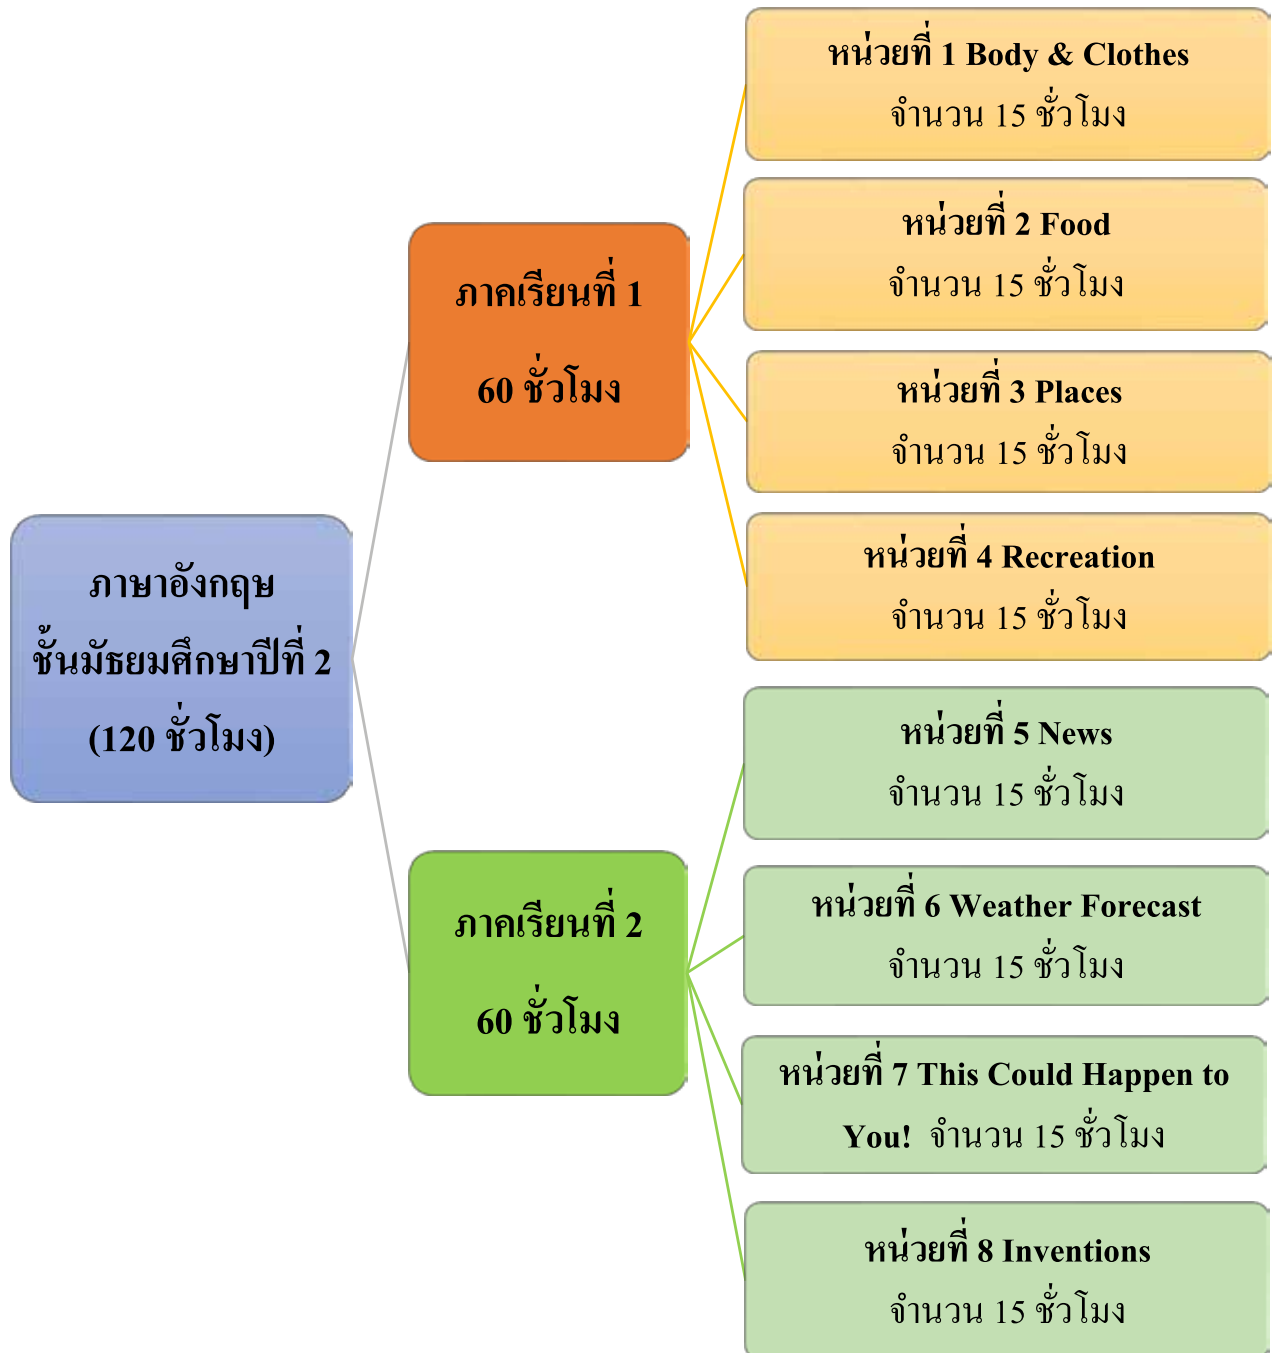 ภาษาอังกฤษ
ชั้นมัธยมศึกษาปีที่ 2
(120 ชั่วโมง)
ภาคเรียนที่ 1
60 ชั่วโมง
หน่วยที่ 1 Body & Clothes
จำนวน 15 ชั่วโมง
หน่วยที่ 2 Food
จำนวน 15 ชั่วโมง
หน่วยที่ 3 Places
จำนวน 15 ชั่วโมง
หน่วยที่ 4 Recreation
จำนวน 15 ชั่วโมง
ภาคเรียนที่ 2
60 ชั่วโมง
หน่วยที่ 5 News
จำนวน 15 ชั่วโมง
หน่วยที่ 6 Weather Forecast
จำนวน 15 ชั่วโมง
หน่วยที่ 7 This Could Happen to
You! จำนวน 15 ชั่วโมง
หน่วยที่ 8 Inventions
จำนวน 15 ชั่วโมง